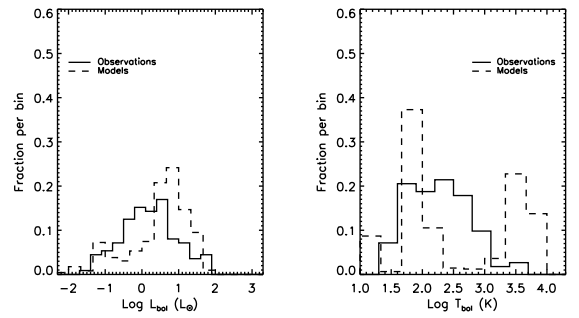 0.6
0.5
0.4
0.3
0.2
0.1
0.0
Fraction per bin
Observations
Models
−2 −1 0 1 2 3
Log L_bol (L_⊙)
0.6
0.5
0.4
0.3
0.2
0.1
0.0
Fraction per bin
Observations
Models
1.0 1.5 2.0 2.5 3.0 3.5 4.0
Log T_bol (K)